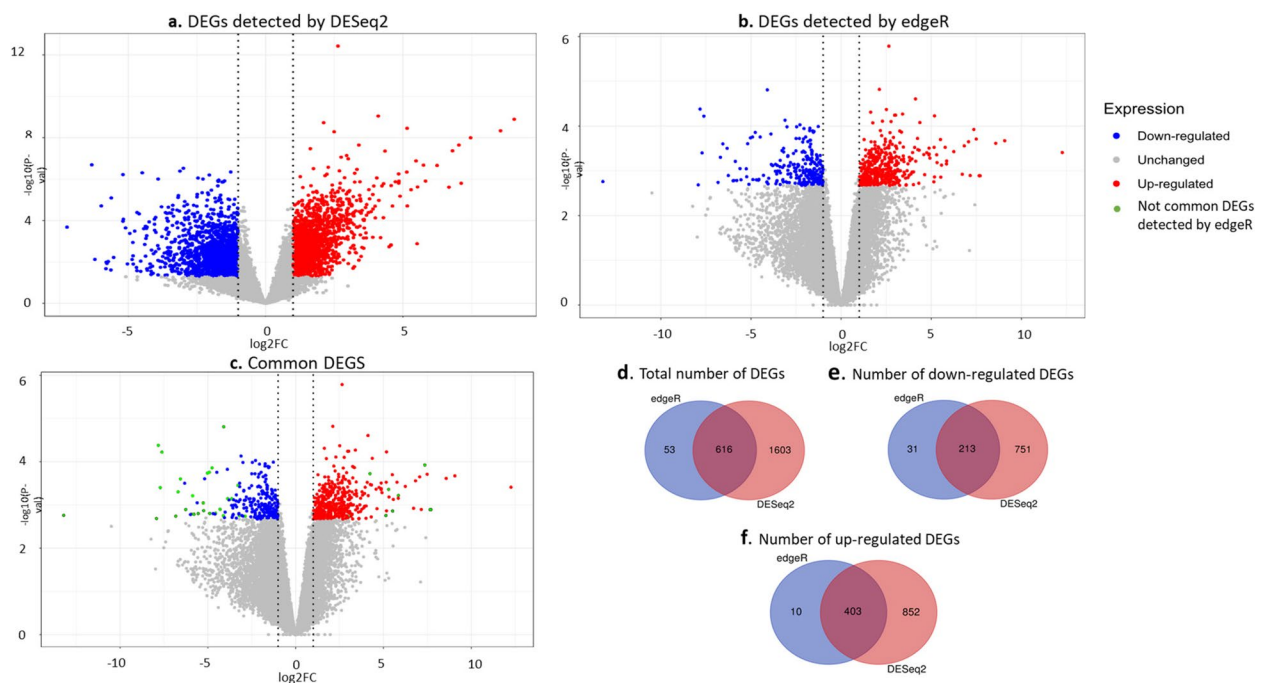 a. DEGs detected by DESeq2
12
8
4
0
-log10(P-
val)
-5
0
5
log2FC
b. DEGs detected by edgeR
6
4
2
0
-log10(P-
val)
-10
-5
0
5
10
log2FC
Expression
Down-regulated
Unchanged
Up-regulated
Not common DEGs
detected by edgeR
c. Common DEGS
6
4
2
0
-log10(P-
val)
-10
-5
0
5
10
log2FC
d. Total number of DEGs
edgeR
53
616
1603
DESeq2
e. Number of down-regulated DEGs
edgeR
31
213
751
DESeq2
f. Number of up-regulated DEGs
edgeR
10
403
852
DESeq2